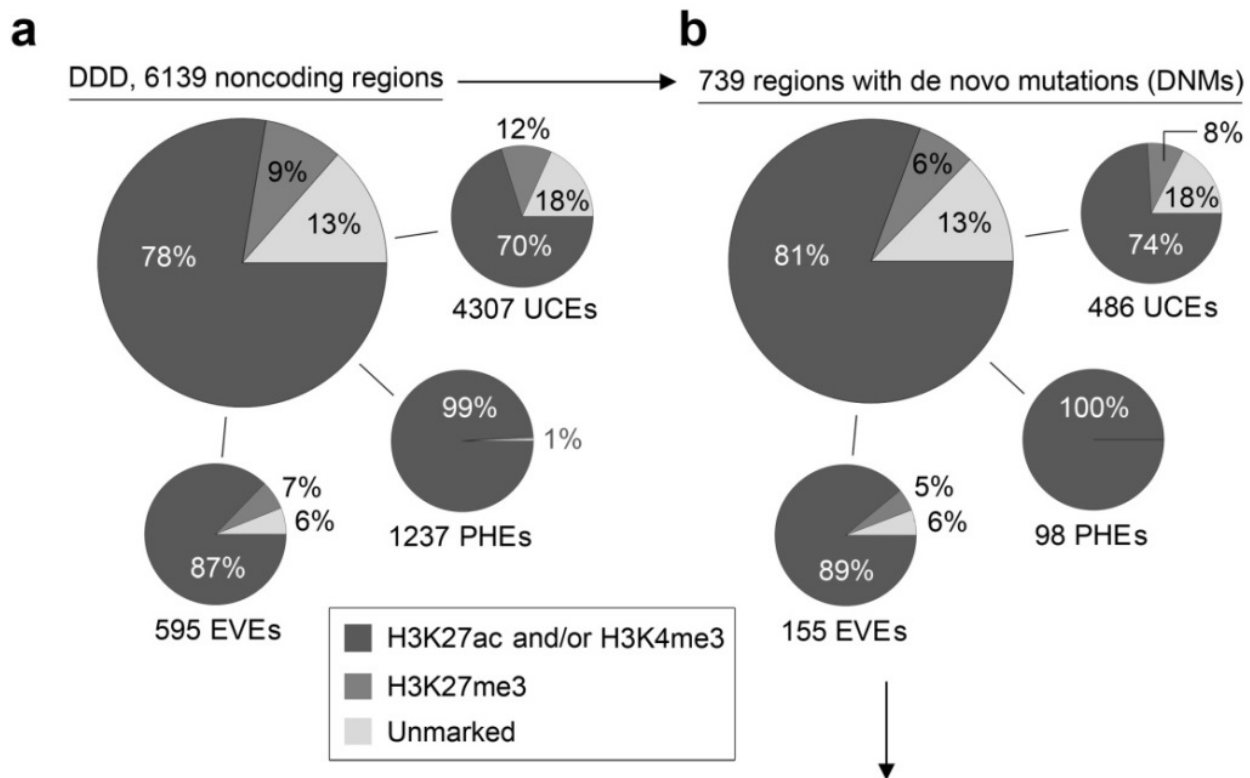 a
DDD, 6139 noncoding regions
78%
9%
13%
12%
18%
70%
4307 UCEs
99%
1%
1237 PHEs
7%
6%
87%
595 EVEs
b
739 regions with de novo mutations (DNMs)
81%
6%
13%
8%
18%
74%
486 UCEs
100%
98 PHEs
5%
6%
89%
155 EVEs
H3K27ac and/or H3K4me3
H3K27me3
Unmarked